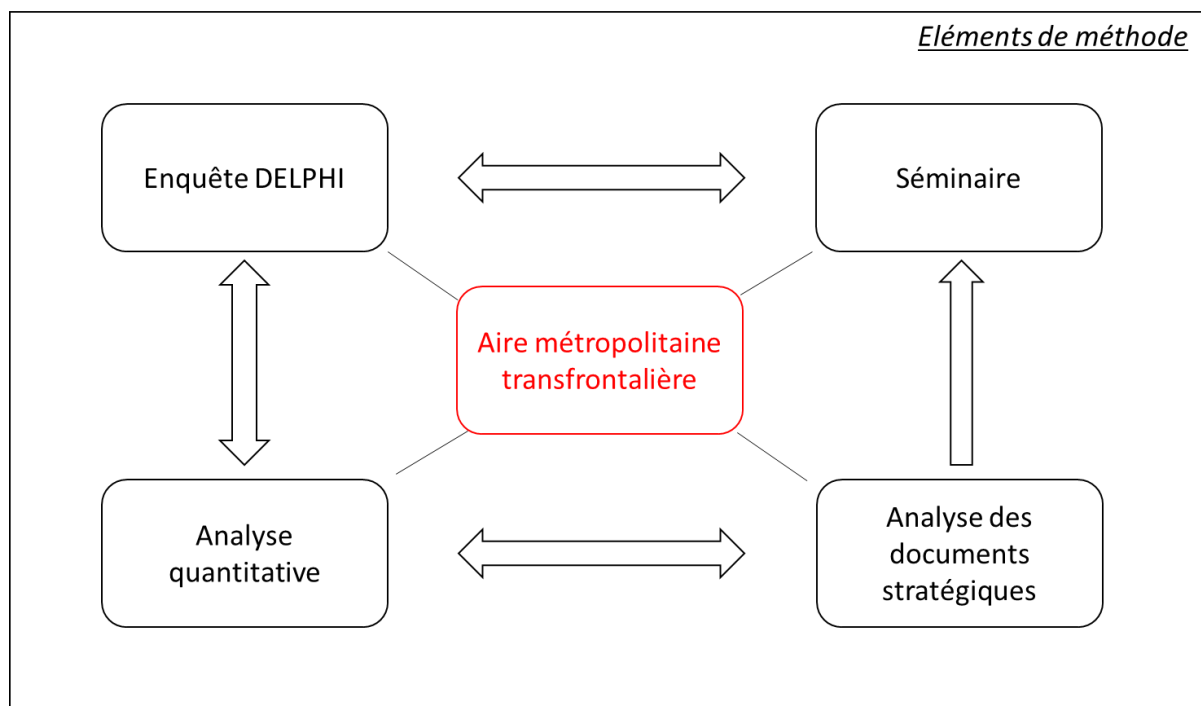 Eléments de méthode
Enquête DELPHI
Séminaire
Aire métropolitaine
transfrontalière
Analyse
quantitative
Analyse des
documents
stratégiques